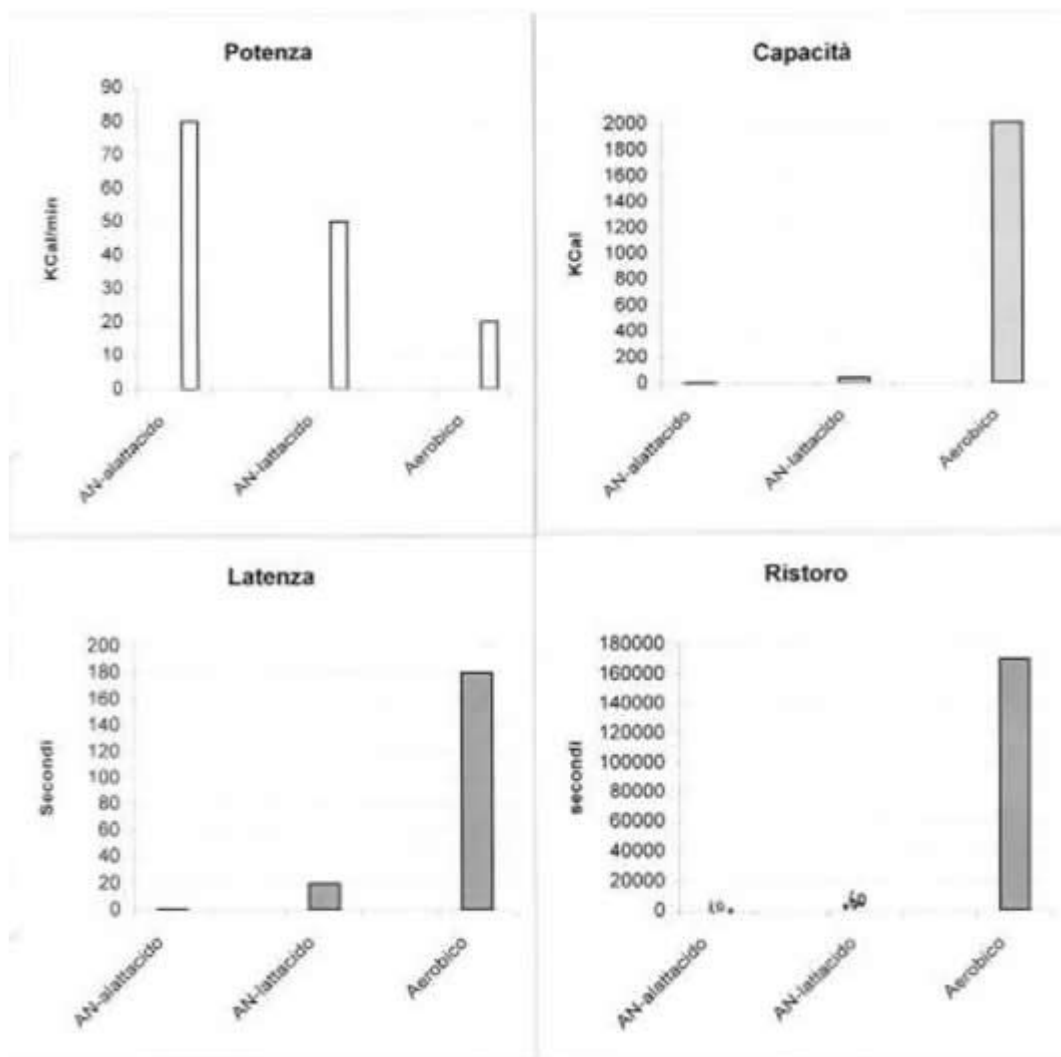 Potenza
KCal/min
90
80
70
60
50
40
30
20
10
0
AN-alattacido
AN-lattacido
Aerobico
Capacità
KCal
2000
1800
1600
1400
1200
1000
800
600
400
200
0
AN-alattacido
AN-lattacido
Aerobico
Latenza
Secondi
200
180
160
140
120
100
80
60
40
20
0
AN-alattacido
AN-lattacido
Aerobico
Ristoro
secondi
180000
160000
140000
120000
100000
80000
60000
40000
20000
0
AN-alattacido
AN-lattacido
Aerobico